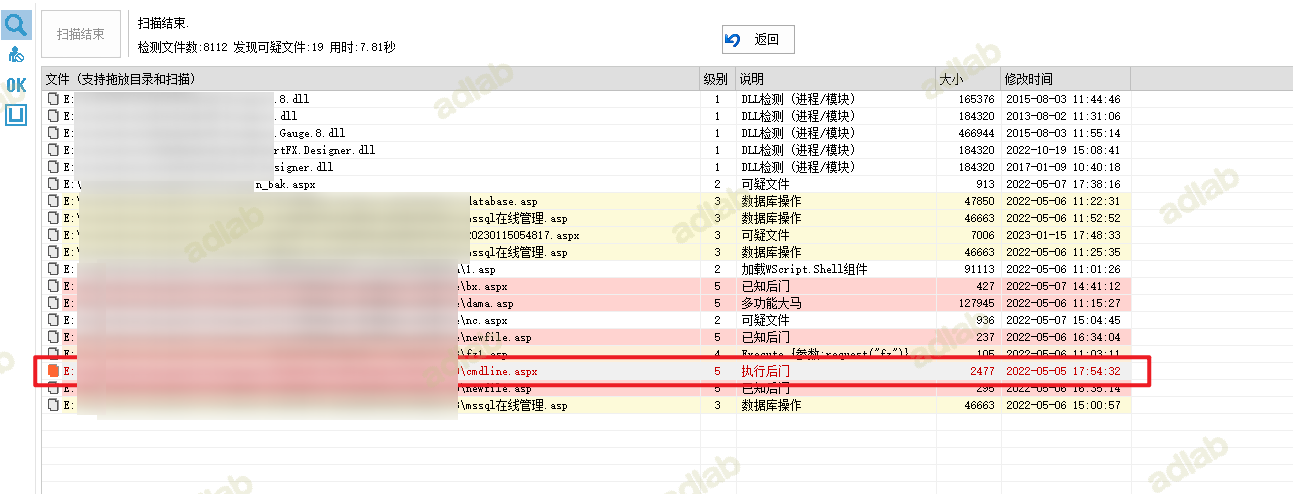 扫描结束
扫描结束.
检测文件数:8112 发现可疑文件:19 用时:7.81秒
返回
OK
文件 (支持拖放目录和扫描) 级别 说明 大小 修改时间
E: .8.dll 1 DLL检测 (进程/模块) 165376 2015-08-03 11:44:46
E: .dll 1 DLL检测 (进程/模块) 184320 2013-08-02 11:31:06
E: .Gauge.8.dll 1 DLL检测 (进程/模块) 466944 2015-08-03 11:55:14
E: rtFX.Designer.dll 1 DLL检测 (进程/模块) 184320 2022-10-19 15:08:41
E: signer.dll 1 DLL检测 (进程/模块) 184320 2017-01-09 10:40:18
E:\ n_bak.aspx 2 可疑文件 913 2022-05-07 17:38:16
E:\ database.asp 3 数据库操作 47850 2022-05-06 11:22:31
E:\ mssql在线管理.asp 3 数据库操作 46663 2022-05-06 11:52:52
E:\ 20230115054817.aspx 3 可疑文件 7006 2023-01-15 17:48:33
E:\ mssql在线管理.asp 3 数据库操作 46663 2022-05-06 11:25:35
E: \1.asp 2 加载WScript.Shell组件 91113 2022-05-06 11:01:26
E: \bx.aspx 5 已知后门 427 2022-05-07 14:41:12
E: \dama.asp 5 多功能大马 127945 2022-05-06 11:15:27
E: \nc.aspx 2 可疑文件 936 2022-05-07 15:04:45
E: \newfile.asp 5 已知后门 237 2022-05-06 16:34:04
E: \fz1.asp 4 Execute {参数:request("fz")} 105 2022-05-06 11:03:11
E: \cmdline.aspx 5 执行后门 2477 2022-05-05 17:54:32
E: \newfile.asp 5 已知后门 295 2022-05-06 16:35:14
E: \mssql在线管理.asp 3 数据库操作 46663 2022-05-06 15:00:57
adlab
adlab
adlab
adlab
adlab
adlab
adlab
adlab
adlab
adlab